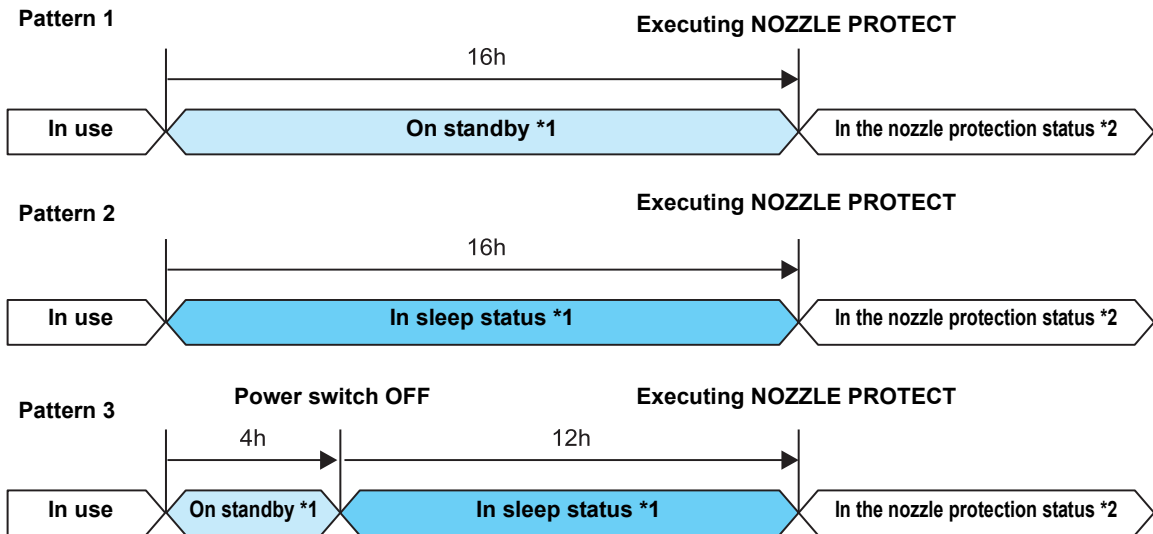 Pattern 1
Executing NOZZLE PROTECT
16h
In use
On standby *1
In the nozzle protection status *2
Pattern 2
Executing NOZZLE PROTECT
16h
In use
In sleep status *1
In the nozzle protection status *2
Pattern 3
Power switch OFF
Executing NOZZLE PROTECT
4h
12h
In use
On standby *1
In sleep status *1
In the nozzle protection status *2